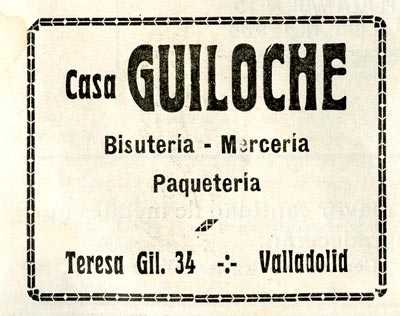 Casa GUILOCHE
Bisutería - Mercería
Paquetería
Teresa Gil. 34 -:- Valladolid